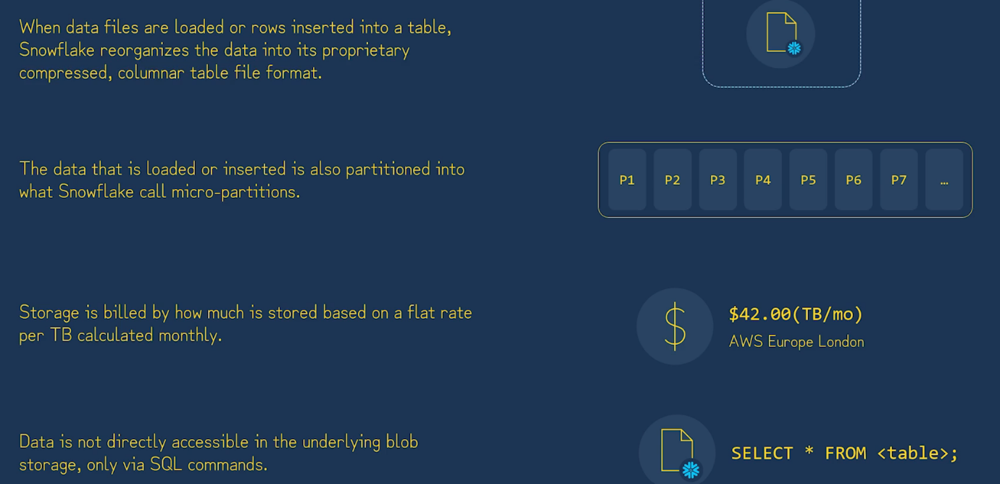 When data files are loaded or rows inserted into a table,
Snowflake reorganizes the data into its proprietary
compressed, columnar table file format.
The data that is loaded or inserted is also partitioned into
what Snowflake call micro-partitions.
P1 P2 P3 P4 P5 P6 P7 …
Storage is billed by how much is stored based on a flat rate
per TB calculated monthly.
$
$42.00(TB/mo)
AWS Europe London
Data is not directly accessible in the underlying blob
storage, only via SQL commands.
SELECT * FROM <table>;